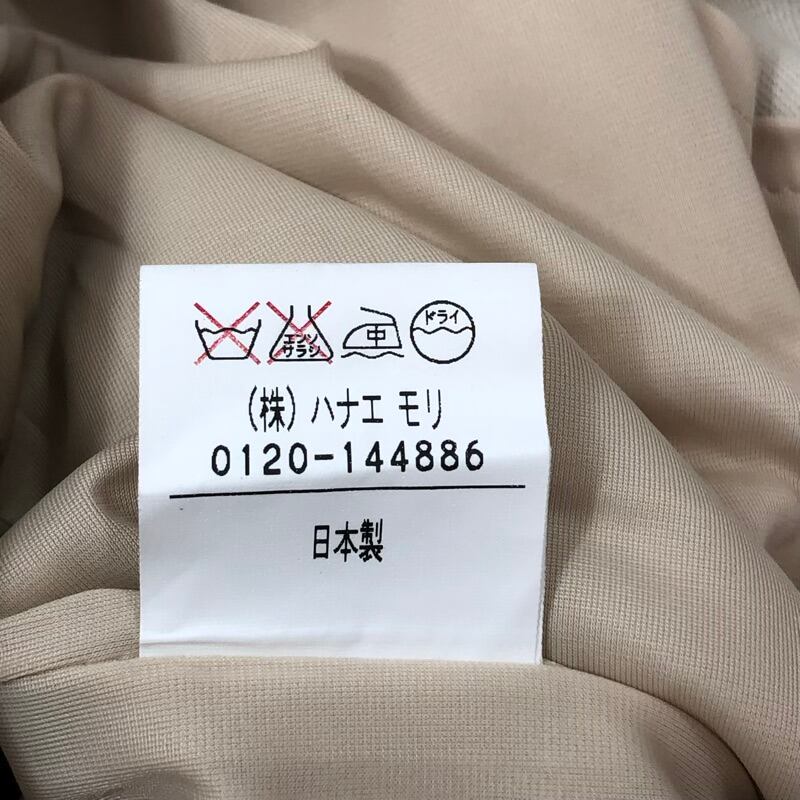 エンソ
サラシ
中
ドライ
(株) ハナエ モリ
0120-144886
日本製